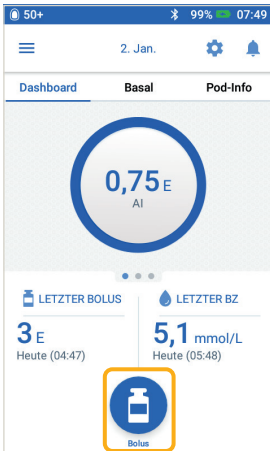 50+ 99% 07:49
2. Jan.
Dashboard Basal Pod-Info
0,75 E
AI
LETZTER BOLUS LETZTER BZ
3 E 5,1 mmol/L
Heute (04:47) Heute (05:48)
Bolus